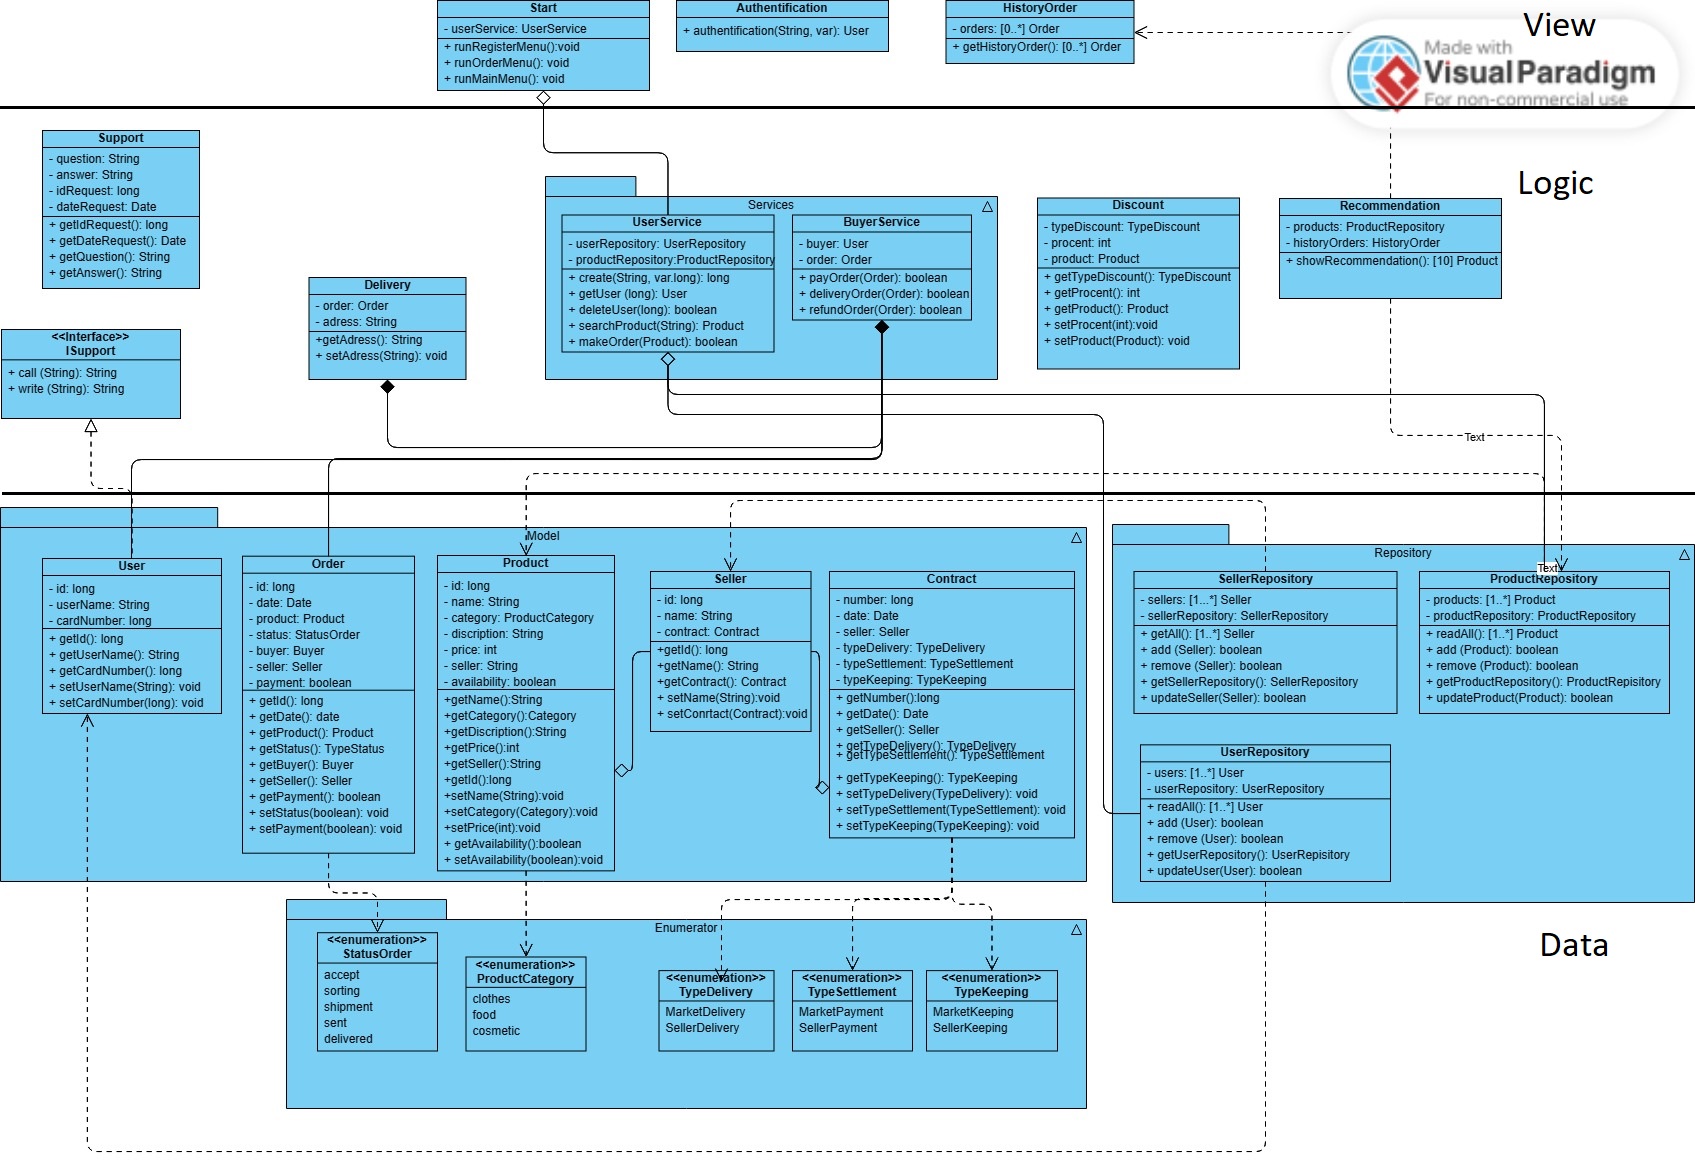 Start
- userService: UserService
+ runRegisterMenu():void
+ runOrderMenu(): void
+ runMainMenu(): void
Authentification
+ authentification(String, var): User
HistoryOrder
- orders: [0..*] Order
+ getHistoryOrder(): [0..*] Order
View
Made with
Visual Paradigm
For non-commercial use
Support
- question: String
- answer: String
- idRequest: long
- dateRequest: Date
+ getIdRequest(): long
+ getDateRequest(): Date
+ getQuestion(): String
+ getAnswer(): String
Logic
Services
UserService
- userRepository: UserRepository
- productRepository:ProductRepository
+ create(String, var.long): long
+ getUser (long): User
+ deleteUser(long): boolean
+ searchProduct(String): Product
+ makeOrder(Product): boolean
BuyerService
- buyer: User
- order: Order
+ payOrder(Order): boolean
+ deliveryOrder(Order): boolean
+ refundOrder(Order): boolean
Discount
- typeDiscount: TypeDiscount
- procent: int
- product: Product
+ getTypeDiscount(): TypeDiscount
+ getProcent(): int
+ getProduct(): Product
+ setProcent(int):void
+ setProduct(Product): void
Recommendation
- products: ProductRepository
- historyOrders: HistoryOrder
+ showRecommendation(): [10] Product
Delivery
- order: Order
- adress: String
+getAdress(): String
+ setAdress(String): void
<<Interface>>
ISupport
+ call (String): String
+ write (String): String
Text
Model
User
- id: long
- userName: String
- cardNumber: long
+ getId(): long
+ getUserName(): String
+ getCardNumber(): long
+ setUserName(String): void
+ setCardNumber(long): void
Order
- id: long
- date: Date
- product: Product
- status: StatusOrder
- buyer: Buyer
- seller: Seller
- payment: boolean
+ getId(): long
+ getDate(): date
+ getProduct(): Product
+ getStatus(): TypeStatus
+ getBuyer(): Buyer
+ getSeller(): Seller
+ getPayment(): boolean
+ setStatus(boolean): void
+ setPayment(boolean): void
Product
- id: long
- name: String
- category: ProductCategory
- discription: String
- price: int
- seller: String
- availability: boolean
+getName():String
+getCategory():Category
+getDiscription():String
+getPrice():int
+getSeller():String
+getId():long
+setName(String):void
+setCategory(Category):void
+setPrice(int):void
+ getAvailability():boolean
+ setAvailability(boolean):void
Seller
- id: long
- name: String
- contract: Contract
+getId(): long
+getName(): String
+getContract(): Contract
+ setName(String):void
+ setConrtact(Contract):void
Contract
- number: long
- date: Date
- seller: Seller
- typeDelivery: TypeDelivery
- typeSettlement: TypeSettlement
- typeKeeping: TypeKeeping
+ getNumber():long
+ getDate(): Date
+ getSeller(): Seller
+ getTypeDelivery(): TypeDelivery
+ getTypeSettlement(): TypeSettlement
+ getTypeKeeping(): TypeKeeping
+ setTypeDelivery(TypeDelivery): void
+ setTypeSettlement(TypeSettlement): void
+ setTypeKeeping(TypeKeeping): void
Repository
SellerRepository
- sellers: [1...*] Seller
- sellerRepository: SellerRepository
+ getAll(): [1..*] Seller
+ add (Seller): boolean
+ remove (Seller): boolean
+ getSellerRepository(): SellerRepository
+ updateSeller(Seller): boolean
Text
ProductRepository
- products: [1..*] Product
- productRepository: ProductRepository
+ readAll(): [1..*] Product
+ add (Product): boolean
+ remove (Product): boolean
+ getProductRepository(): ProductRepisitory
+ updateProduct(Product): boolean
UserRepository
- users: [1..*] User
- userRepository: UserRepository
+ readAll(): [1..*] User
+ add (User): boolean
+ remove (User): boolean
+ getUserRepository(): UserRepisitory
+ updateUser(User): boolean
Enumerator
<<enumeration>>
StatusOrder
accept
sorting
shipment
sent
delivered
<<enumeration>>
ProductCategory
clothes
food
cosmetic
<<enumeration>>
TypeDelivery
MarketDelivery
SellerDelivery
<<enumeration>>
TypeSettlement
MarketPayment
SellerPayment
<<enumeration>>
TypeKeeping
MarketKeeping
SellerKeeping
Data